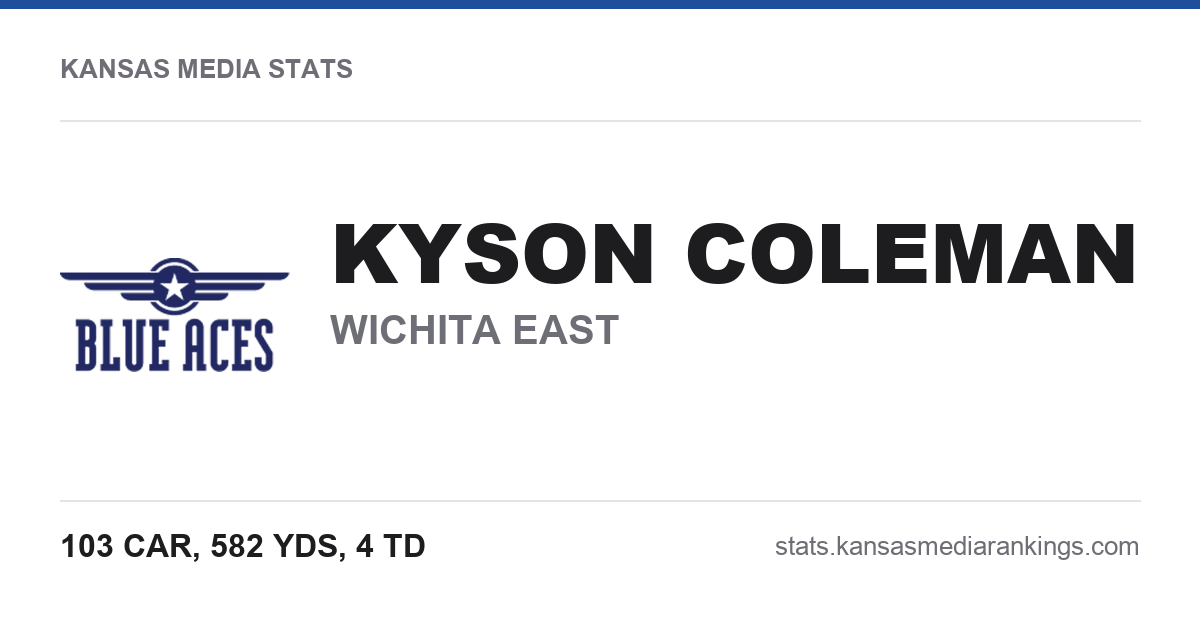 KANSAS MEDIA STATS
KYSON COLEMAN
WICHITA EAST
BLUE ACES
103 CAR, 582 YDS, 4 TD
stats.kansasmediarankings.com